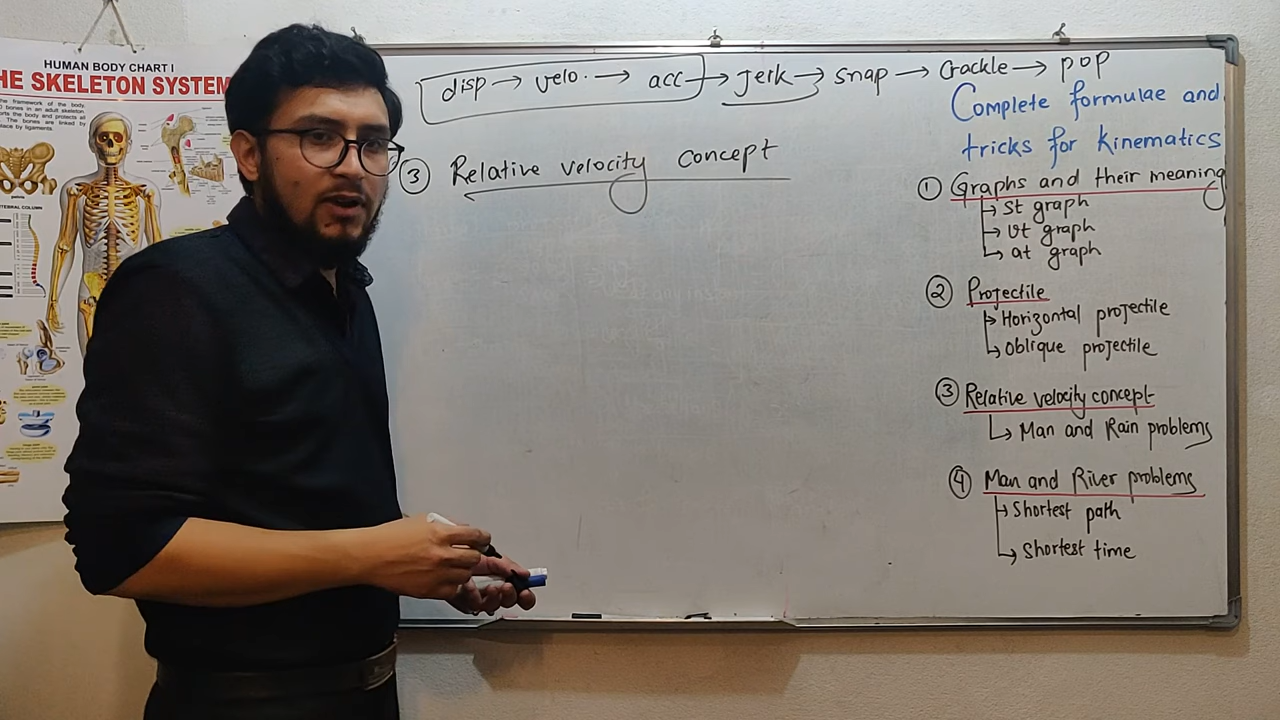 HUMAN BODY CHART I
HE SKELETON SYSTEM
disp → velo. → acc → Jerk → snap → Crackle → pop
Complete formulae and
tricks for Kinematics
③ Relative velocity concept
① Graphs and their meaning
st graph
vt graph
at graph
② Projectile
Horizontal projectile
Oblique projectile
③ Relative velocity concept
Man and Rain problems
④ Man and River problems
Shortest path
Shortest time